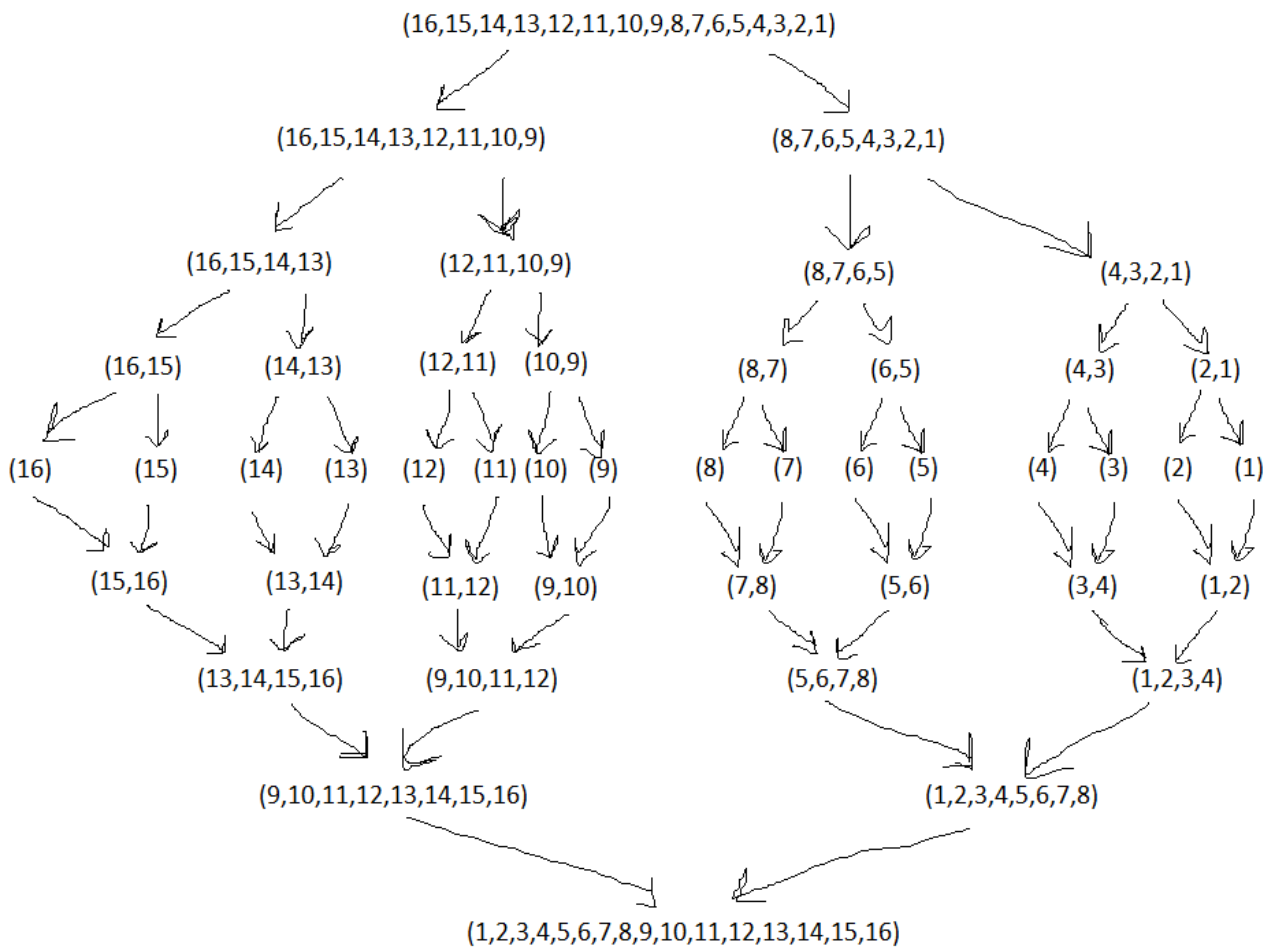 (16,15,14,13,12,11,10,9,8,7,6,5,4,3,2,1)
(16,15,14,13,12,11,10,9) (8,7,6,5,4,3,2,1)
(16,15,14,13) (12,11,10,9) (8,7,6,5) (4,3,2,1)
(16,15) (14,13) (12,11) (10,9) (8,7) (6,5) (4,3) (2,1)
(16) (15) (14) (13) (12) (11) (10) (9) (8) (7) (6) (5) (4) (3) (2) (1)
(15,16) (13,14) (11,12) (9,10) (7,8) (5,6) (3,4) (1,2)
(13,14,15,16) (9,10,11,12) (5,6,7,8) (1,2,3,4)
(9,10,11,12,13,14,15,16) (1,2,3,4,5,6,7,8)
(1,2,3,4,5,6,7,8,9,10,11,12,13,14,15,16)